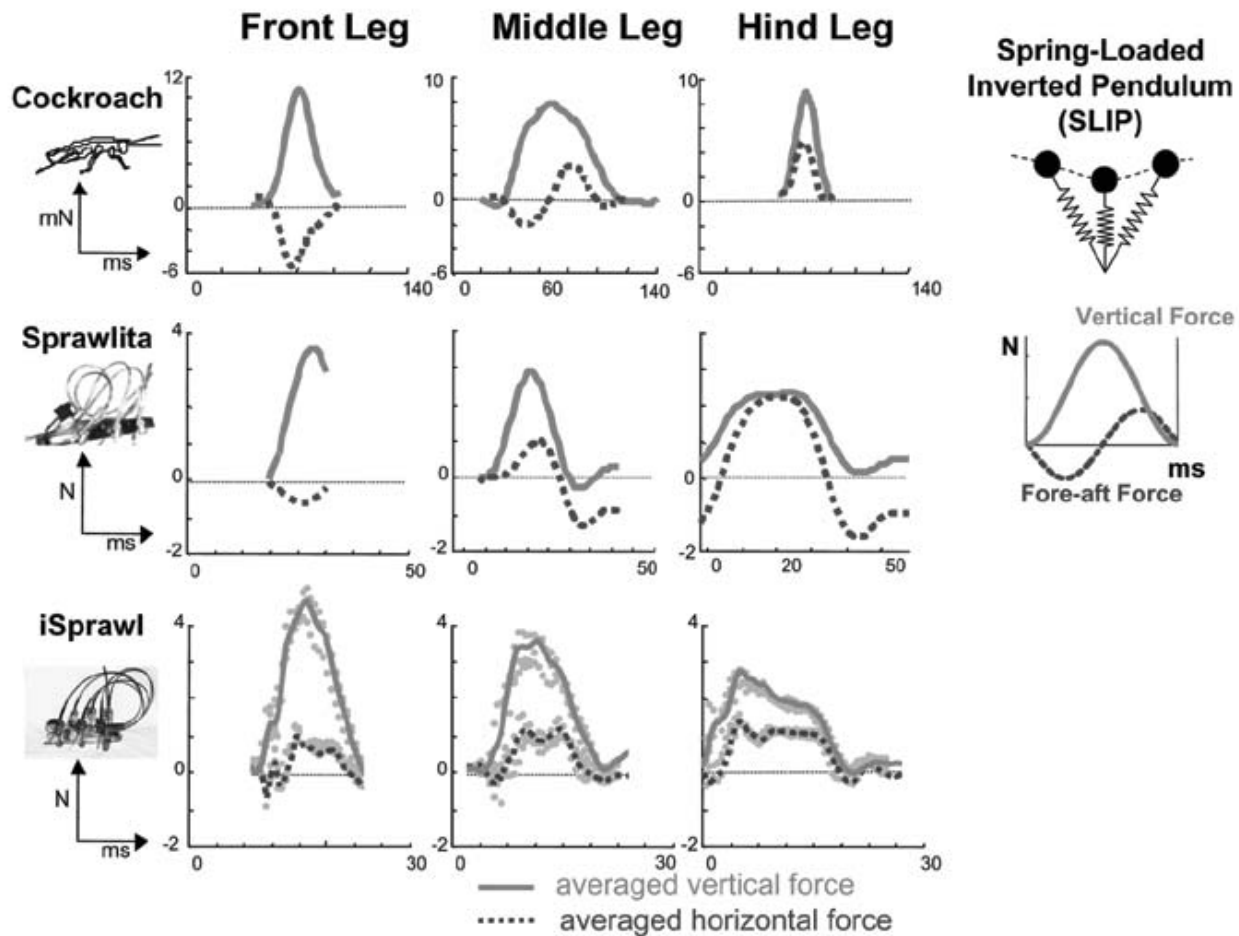 Front Leg
Middle Leg
Hind Leg
Spring-Loaded
Inverted Pendulum
(SLIP)
Cockroach
mN
ms
12
0
-6
0
140
10
0
6
0
60
140
10
0
6
0
140
Vertical Force
N
ms
Fore-aft Force
Sprawlita
N
ms
4
0
-2
0
50
-2
0
50
-2
0
20
50
iSprawl
N
ms
4
0
-2
0
30
4
0
-2
0
30
4
0
-2
0
30
averaged vertical force
averaged horizontal force